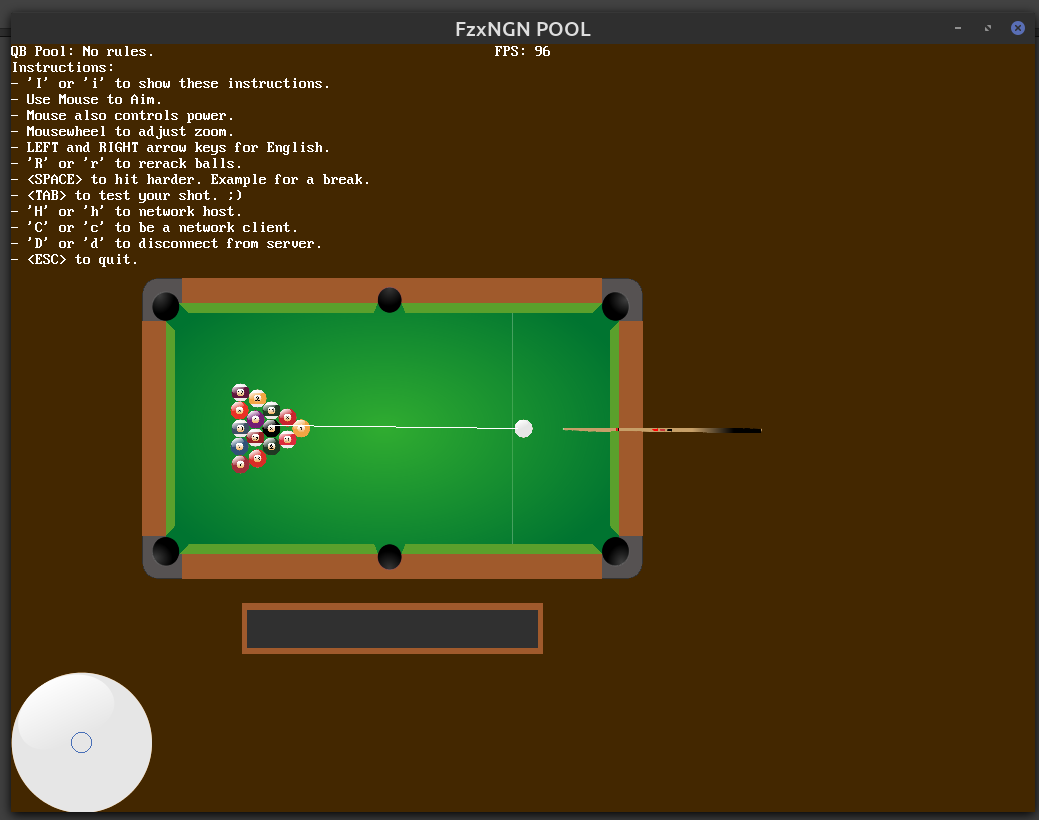 FzxNGN POOL
QB Pool: No rules. FPS: 96
Instructions:
- 'I' or 'i' to show these instructions.
- Use Mouse to Aim.
- Mouse also controls power.
- Mousewheel to adjust zoom.
- LEFT and RIGHT arrow keys for English.
- 'R' or 'r' to rerack balls.
- <SPACE> to hit harder. Example for a break.
- <TAB> to test your shot. ;)
- 'H' or 'h' to network host.
- 'C' or 'c' to be a network client.
- 'D' or 'd' to disconnect from server.
- <ESC> to quit.